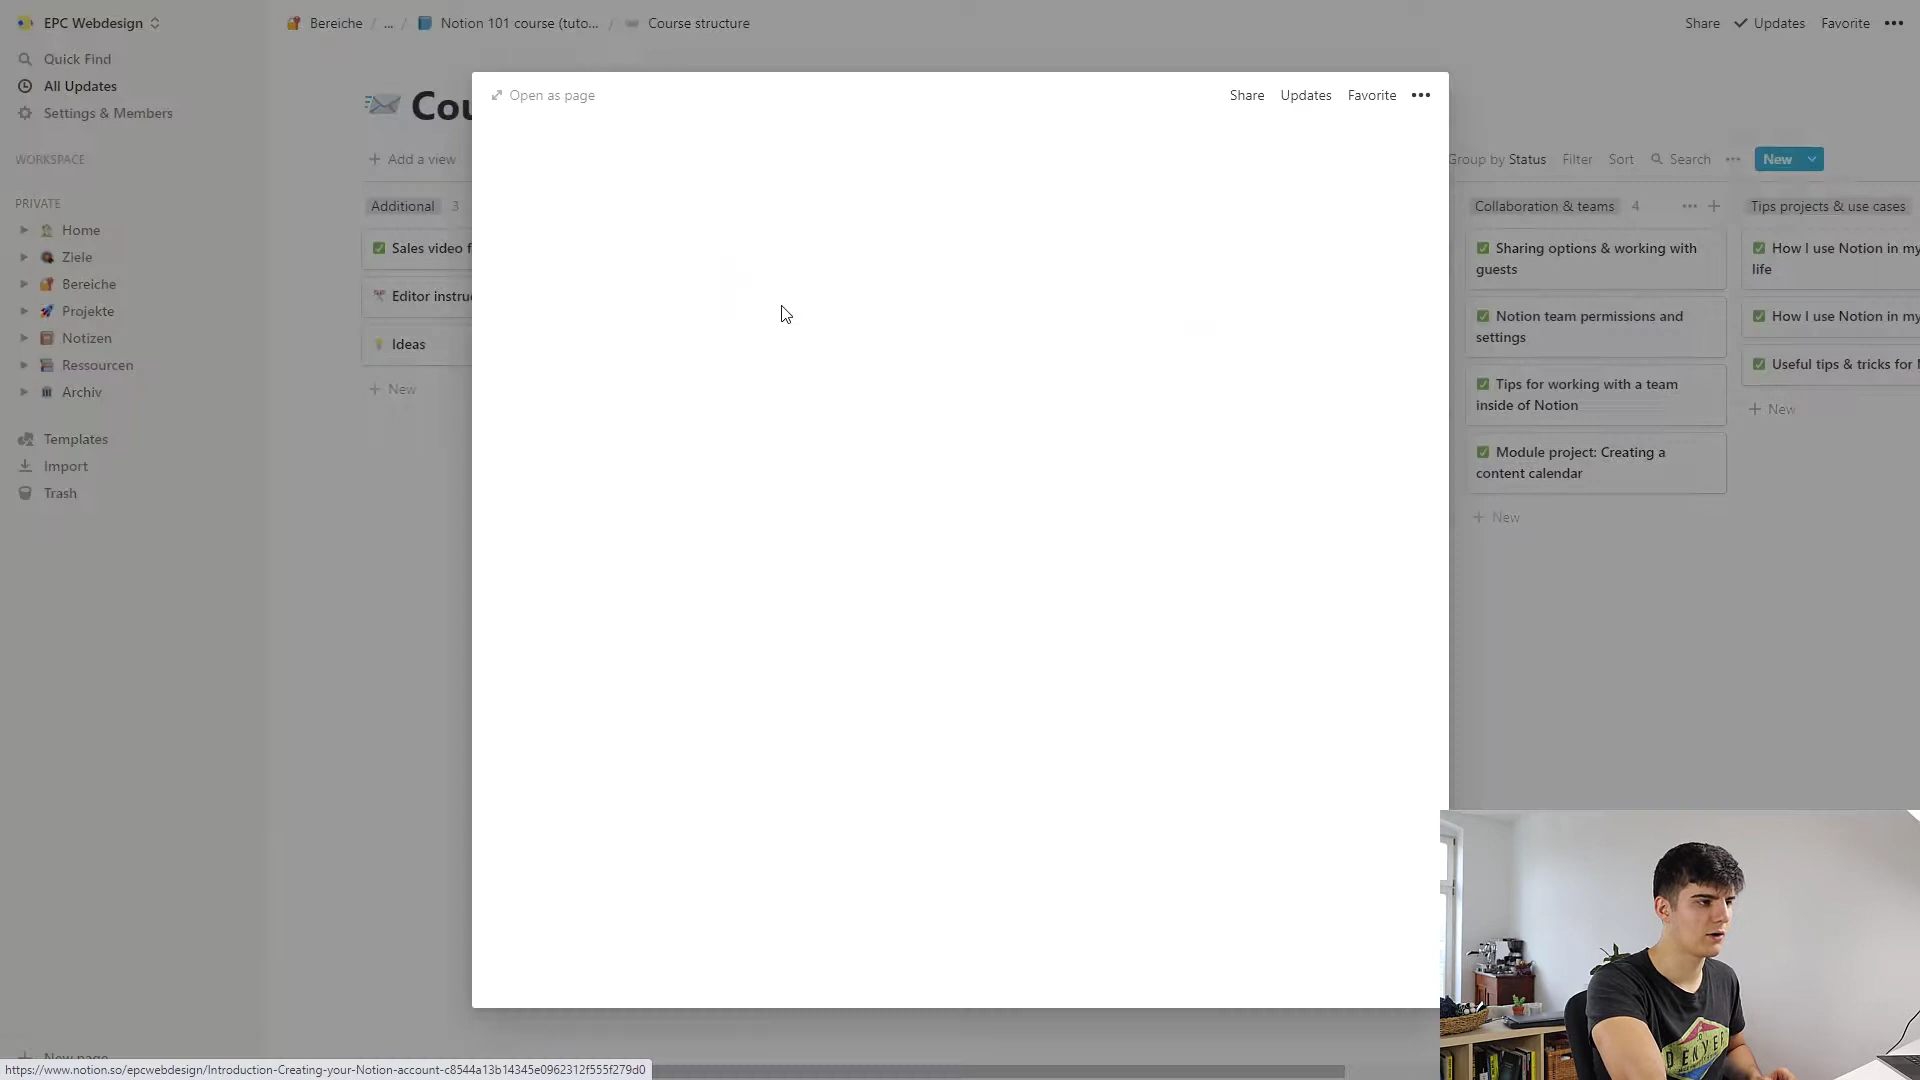 EPC Webdesign
Quick Find
All Updates
Settings & Members
WORKSPACE
PRIVATE
Home
Ziele
Bereiche
Projekte
Notizen
Ressourcen
Archiv
Templates
Import
Trash
New page
Bereiche / ... / Notion 101 course (tuto... / Course structure
Share Updates Favorite
Cou
Add a view
Group by Status Filter Sort Search New
Additional 3
Sales video f
Editor instruc
Ideas
New
Open as page
Share Updates Favorite
Collaboration & teams 4
Sharing options & working with
guests
Notion team permissions and
settings
Tips for working with a team
inside of Notion
Module project: Creating a
content calendar
New
Tips projects & use cases
How I use Notion in my
life
How I use Notion in my
Useful tips & tricks for
New
DENVER
https://www.notion.so/epcwebdesign/Introduction-Creating-your-Notion-account-c8544a13b14345e0962312f555f279d0